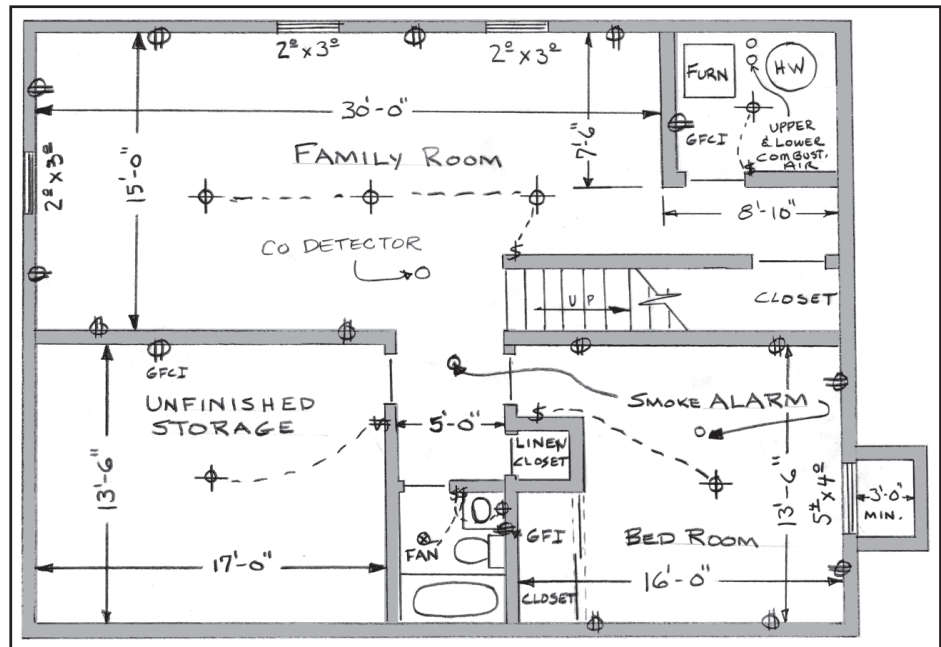 2º x 3º
2º x 3º
FURN
HW
30'-0"
7'-6"
GFCI
UPPER
& LOWER
COMBUST.
AIR
2º x 3º
15'-0"
FAMILY ROOM
8'-10"
CO DETECTOR
UP
CLOSET
GFCI
UNFINISHED
STORAGE
5'-0"
SMOKE ALARM
LINEN
CLOSET
13'-6"
13'-6"
3'-0"
MIN.
FAN
GFI
BED ROOM
17'-0"
16'-0"
CLOSET